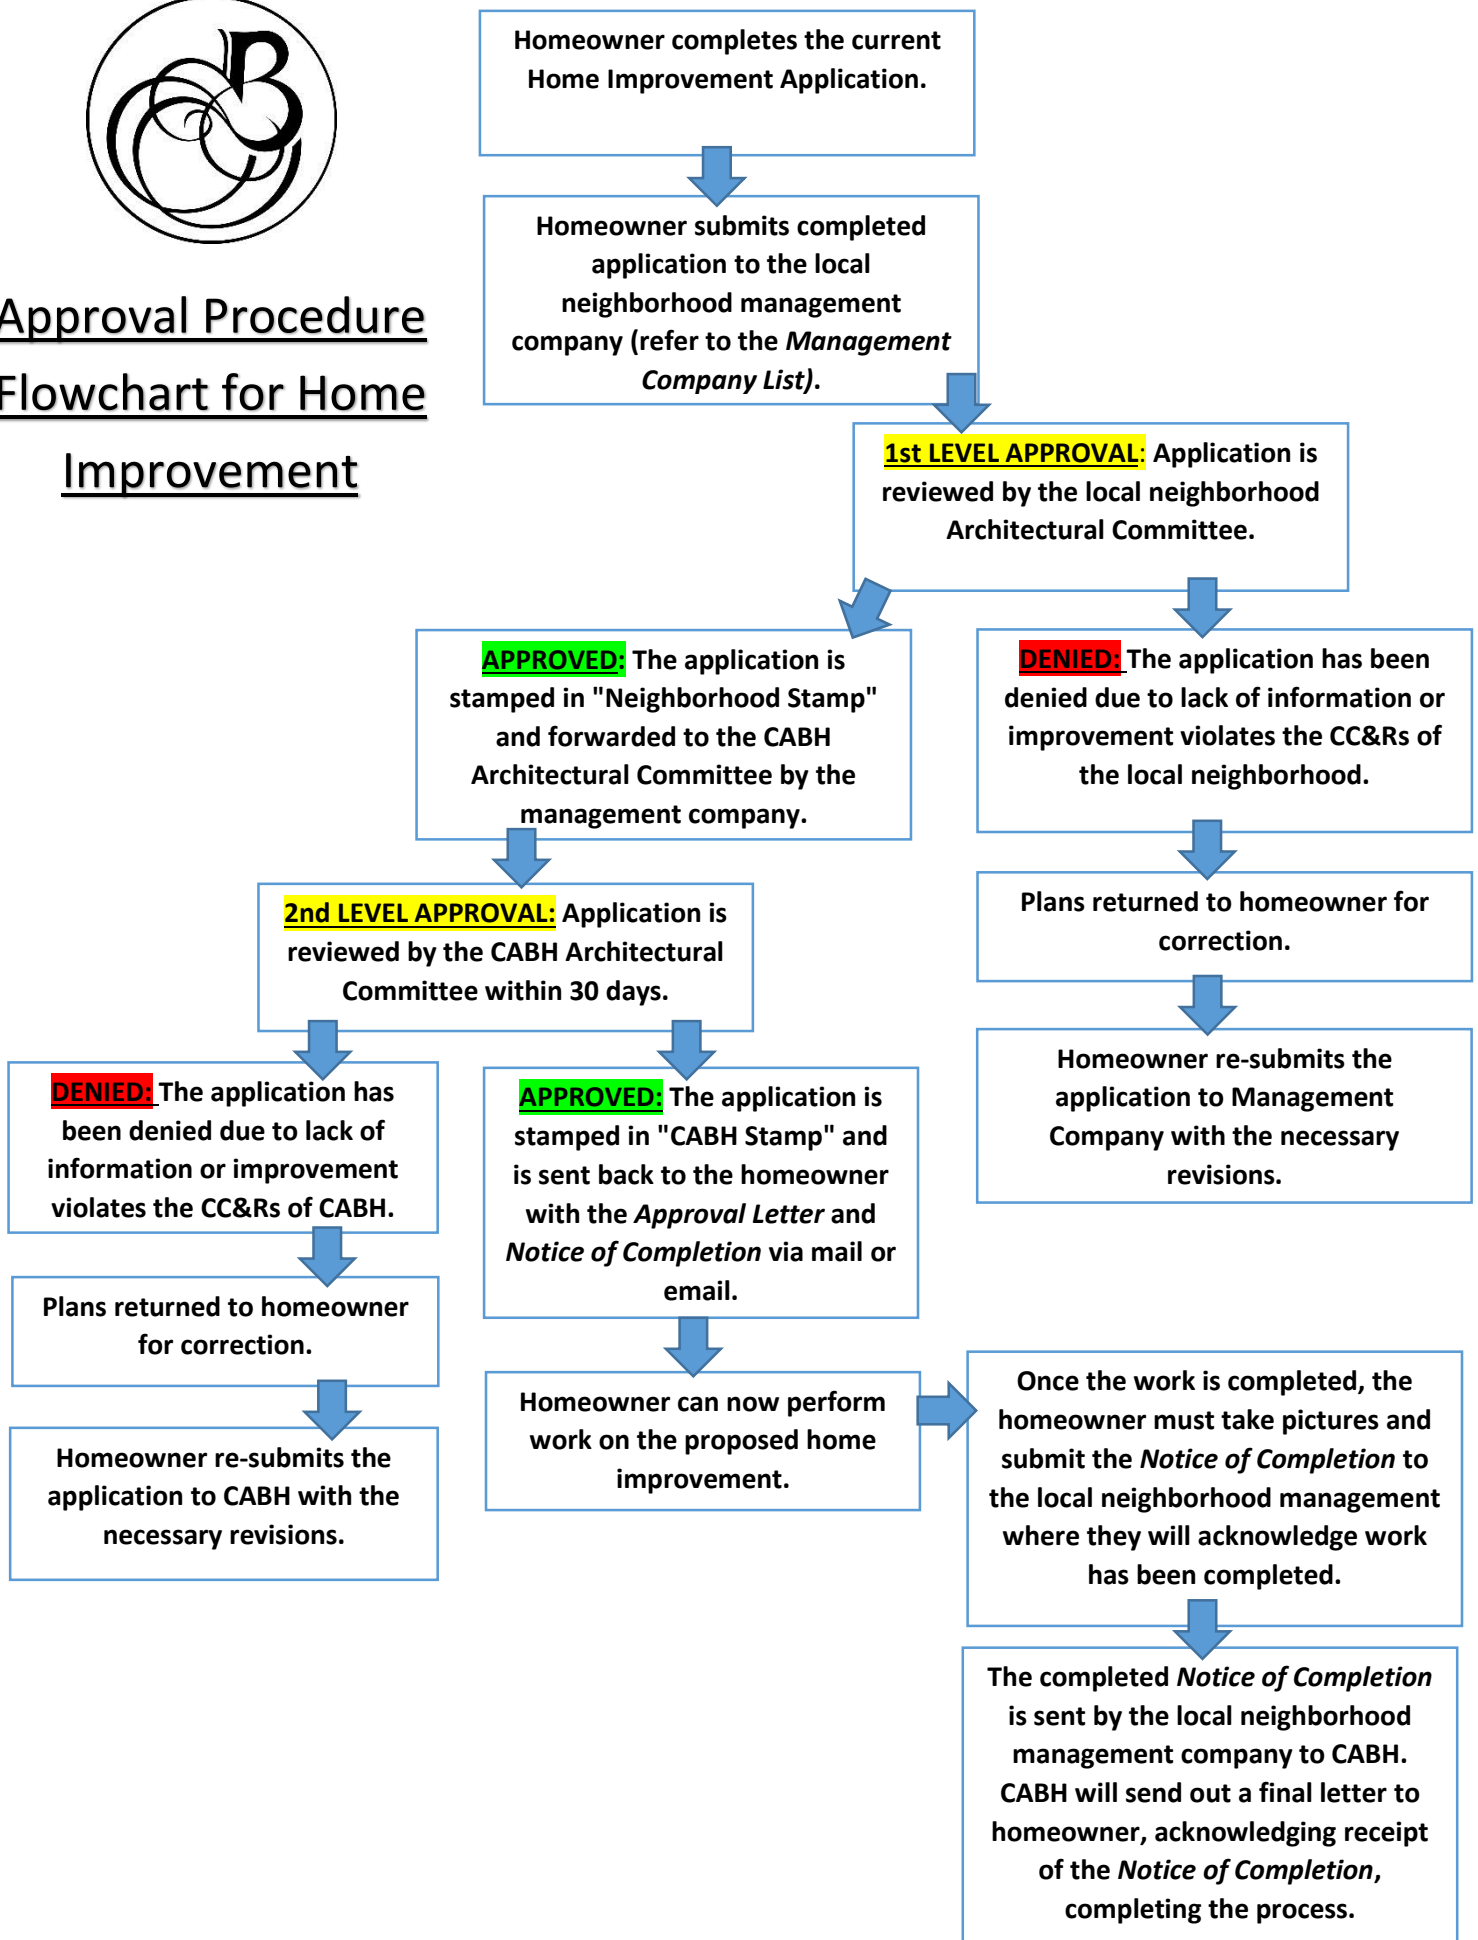 B
Approval Procedure
Flowchart for Home
Improvement
Homeowner completes the current
Home Improvement Application.
Homeowner submits completed
application to the local
neighborhood management
company (refer to the Management
Company List).
1st LEVEL APPROVAL: Application is
reviewed by the local neighborhood
Architectural Committee.
APPROVED: The application is
stamped in "Neighborhood Stamp"
and forwarded to the CABH
Architectural Committee by the
management company.
DENIED: The application has been
denied due to lack of information or
improvement violates the CC&Rs of
the local neighborhood.
Plans returned to homeowner for
correction.
Homeowner re-submits the
application to Management
Company with the necessary
revisions.
2nd LEVEL APPROVAL: Application is
reviewed by the CABH Architectural
Committee within 30 days.
DENIED: The application has
been denied due to lack of
information or improvement
violates the CC&Rs of CABH.
Plans returned to homeowner
for correction.
Homeowner re-submits the
application to CABH with the
necessary revisions.
APPROVED: The application is
stamped in "CABH Stamp" and
is sent back to the homeowner
with the Approval Letter and
Notice of Completion via mail or
email.
Homeowner can now perform
work on the proposed home
improvement.
Once the work is completed, the
homeowner must take pictures and
submit the Notice of Completion to
the local neighborhood management
where they will acknowledge work
has been completed.
The completed Notice of Completion
is sent by the local neighborhood
management company to CABH.
CABH will send out a final letter to
homeowner, acknowledging receipt
of the Notice of Completion,
completing the process.